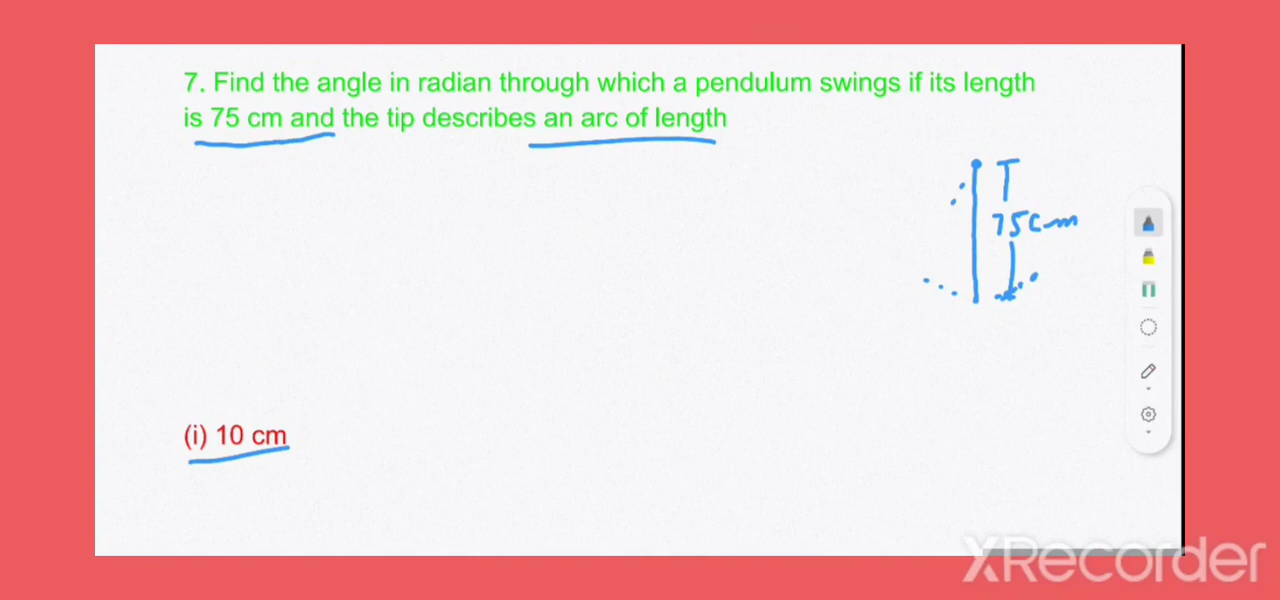 7. Find the angle in radian through which a pendulum swings if its length
is 75 cm and the tip describes an arc of length
75cm
(i) 10 cm
XRecorder